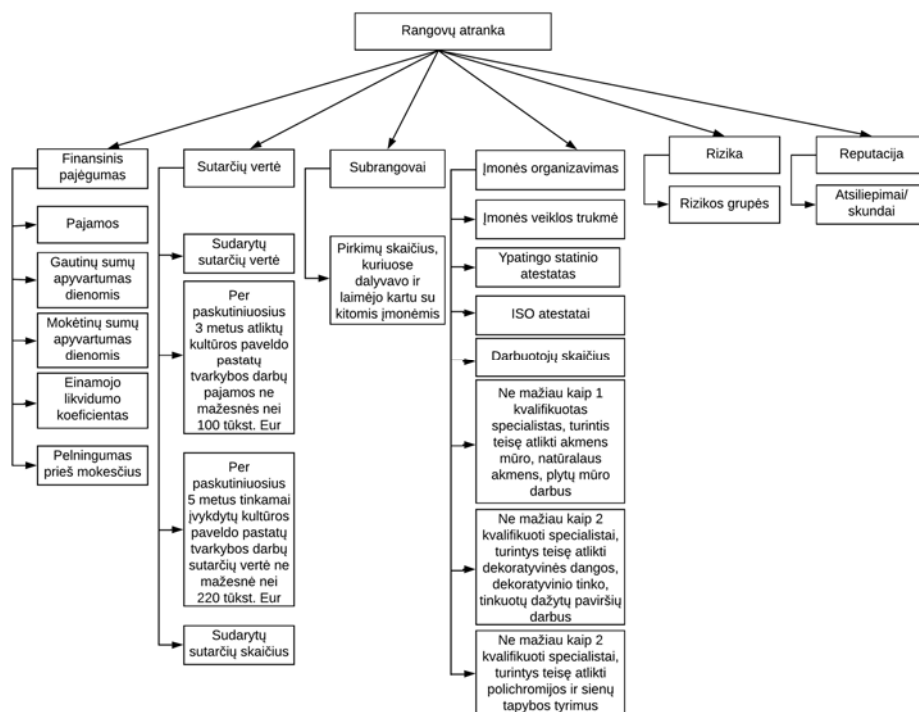 Rangovų atranka
Finansinis
pajėgumas
Pajamos
Gautinų sumų
apyvartumas
dienomis
Mokėtinų sumų
apyvartumas
dienomis
Einamojo
likvidumo
koeficientas
Pelningumas
prieš mokesčius
Sutarčių vertė
Sudarytų
sutarčių vertė
Per
paskutiniuosius
3 metus atliktų
kultūros paveldo
pastatų
tvarkybos darbų
pajamos ne
mažesnės nei
100 tūkst. Eur
Per
paskutiniuosius
5 metus tinkamai
įvykdytų kultūros
paveldo pastatų
tvarkybos darbų
sutarčių vertė ne
mažesnė nei
220 tūkst. Eur
Sudarytų
sutarčių skaičius
Subrangovai
Pirkimų skaičius,
kuriuose
dalyvavo ir
laimėjo kartu su
kitomis įmonėmis
Įmonės organizavimas
Įmonės veiklos trukmė
Ypatingo statinio
atestatas
ISO atestatai
Darbuotojų skaičius
Ne mažiau kaip 1
kvalifikuotas
specialistas, turintis
teisę atlikti akmens
mūro, natūralaus
akmens, plytų mūro
darbus
Ne mažiau kaip 2
kvalifikuoti specialistai,
turintys teisę atlikti
dekoratyvinės dangos,
dekoratyvinio tinko,
tinkuotų dažytų paviršių
darbus
Ne mažiau kaip 2
kvalifikuoti specialistai,
turintys teisę atlikti
polichromijos ir sienų
tapybos tyrimus
Rizika
Rizikos grupės
Reputacija
Atsiliepimai/
skundai